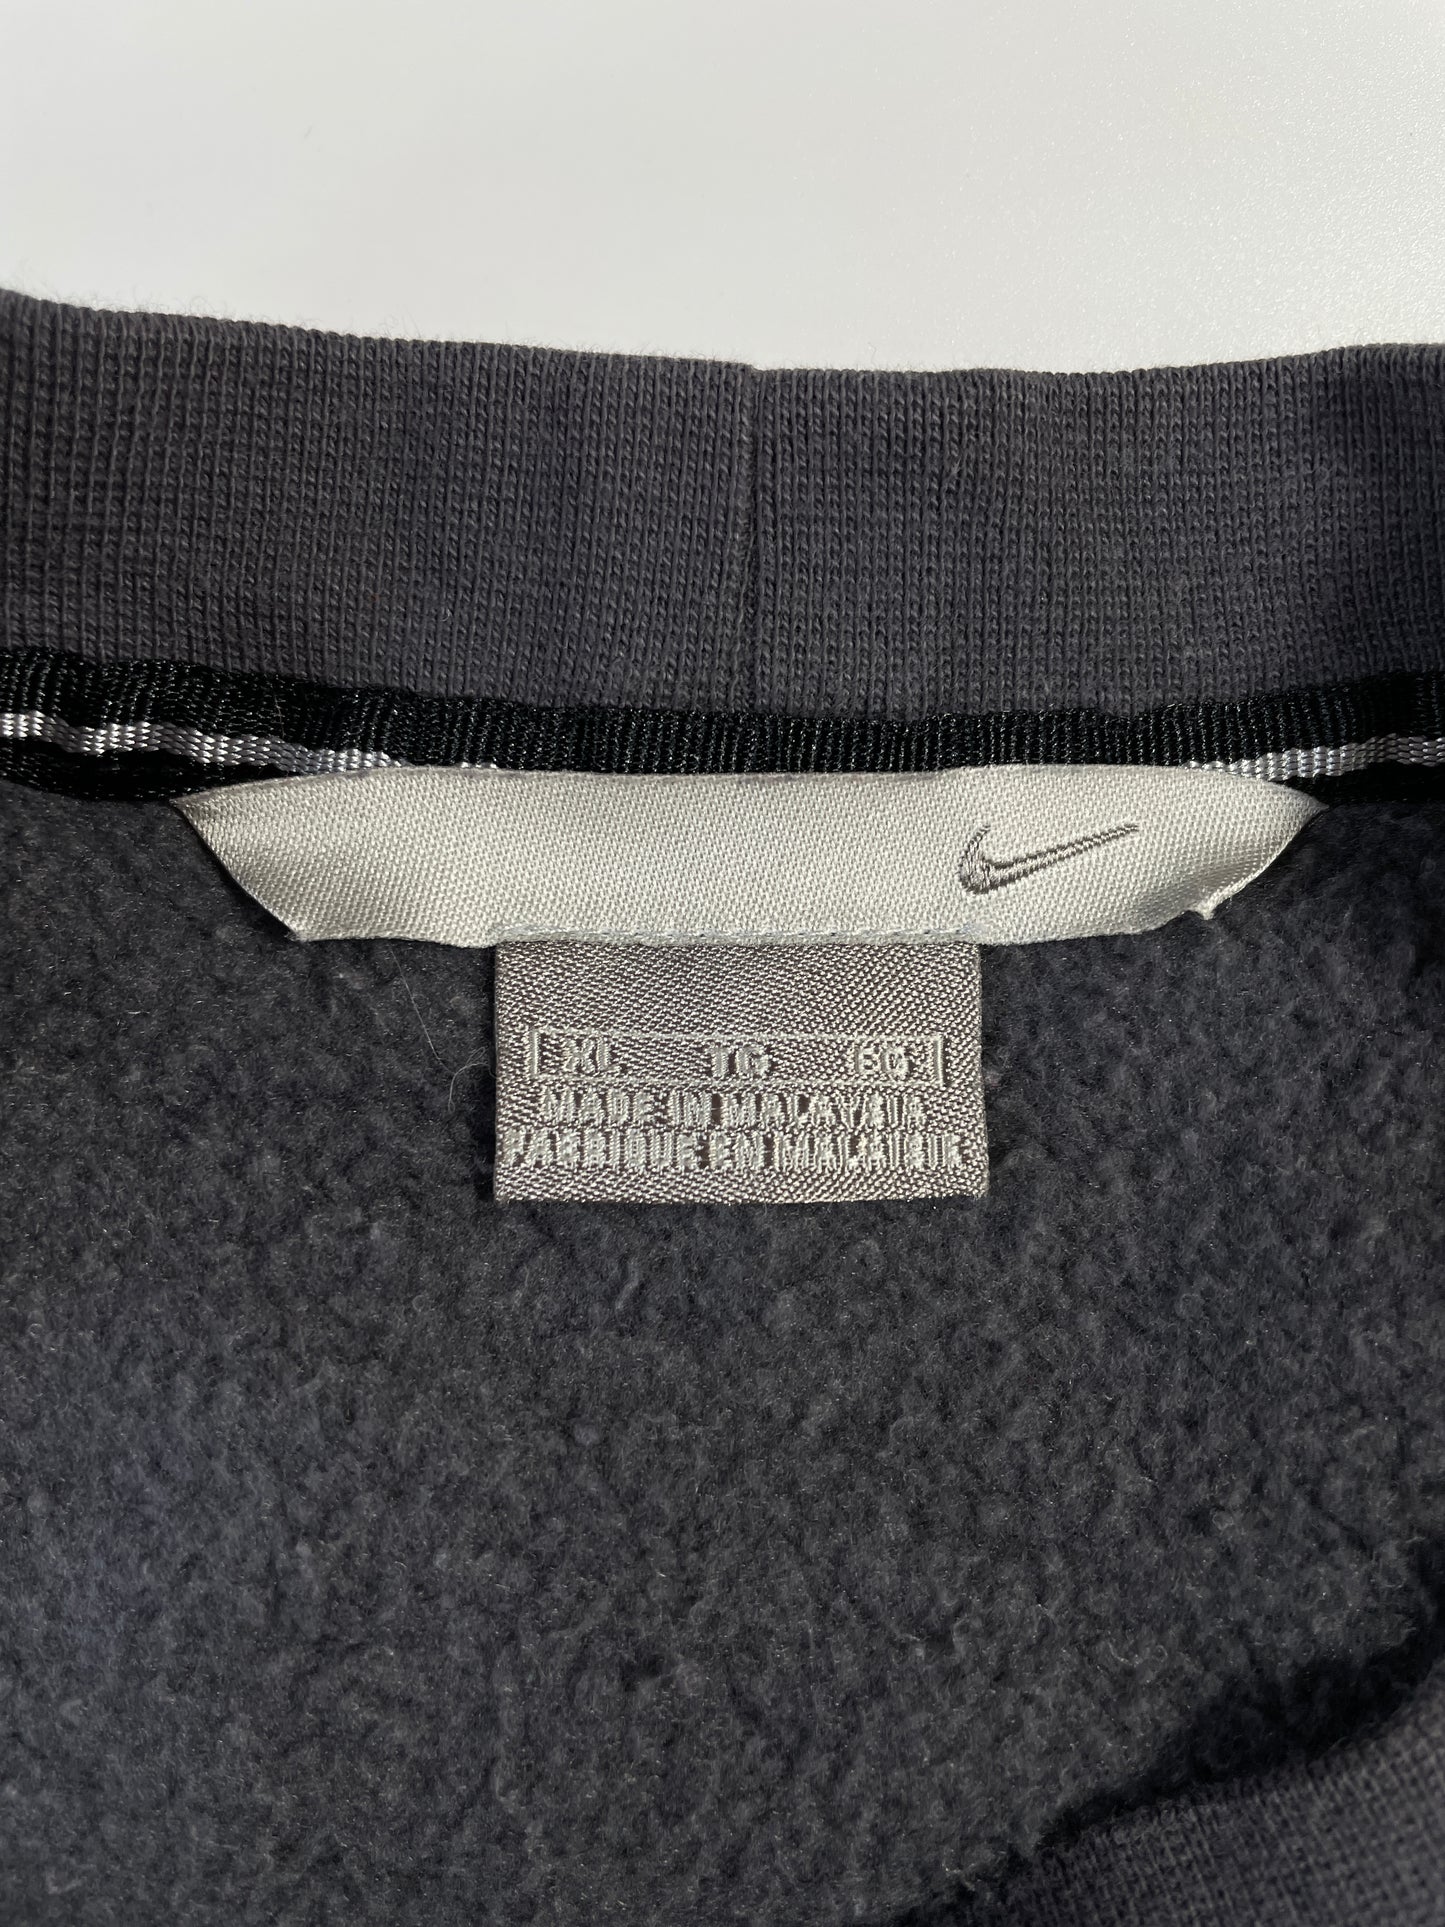 XL TG EG
MADE IN MALAYSIA
FABRIQUE EN MALAISIE